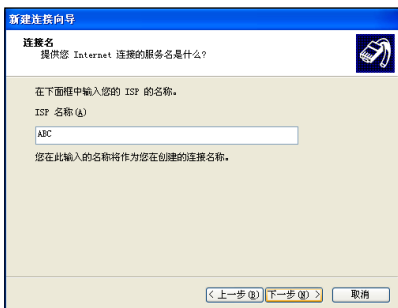 新建连接向导
连接名
提供您 Internet 连接的服务名是什么?
在下面框中输入您的 ISP 的名称。
ISP 名称(A)
ABC
您在此输入的名称将作为您在创建的连接名称。
< 上一步(B) 下一步(N) > 取消